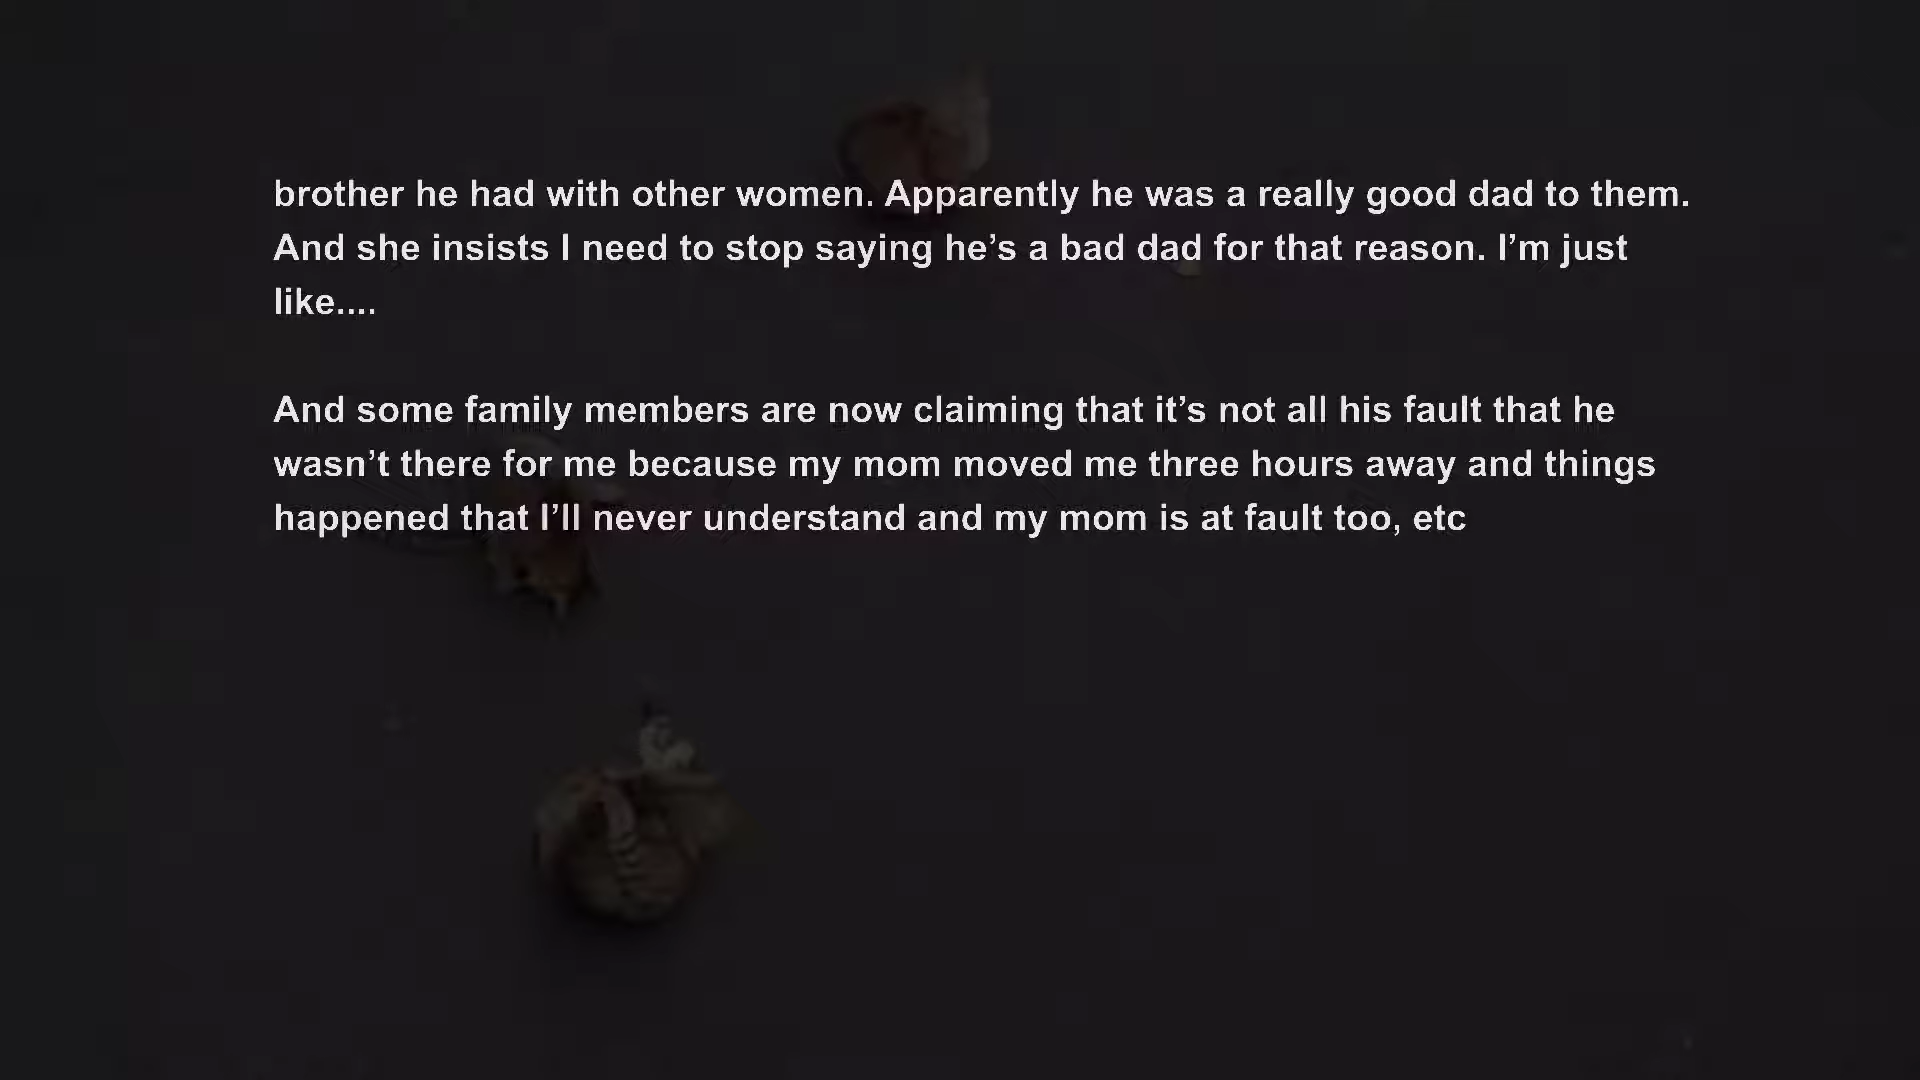 brother he had with other women. Apparently he was a really good dad to them.
And she insists I need to stop saying he’s a bad dad for that reason. I’m just
like....
And some family members are now claiming that it’s not all his fault that he
wasn’t there for me because my mom moved me three hours away and things
happened that I’ll never understand and my mom is at fault too, etc